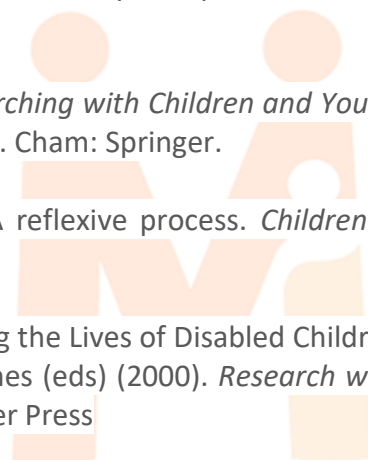 rching with Children and You
. Cham: Springer.
reflexive process. Children
g the Lives of Disabled Childr
nes (eds) (2000). Research w
er Press